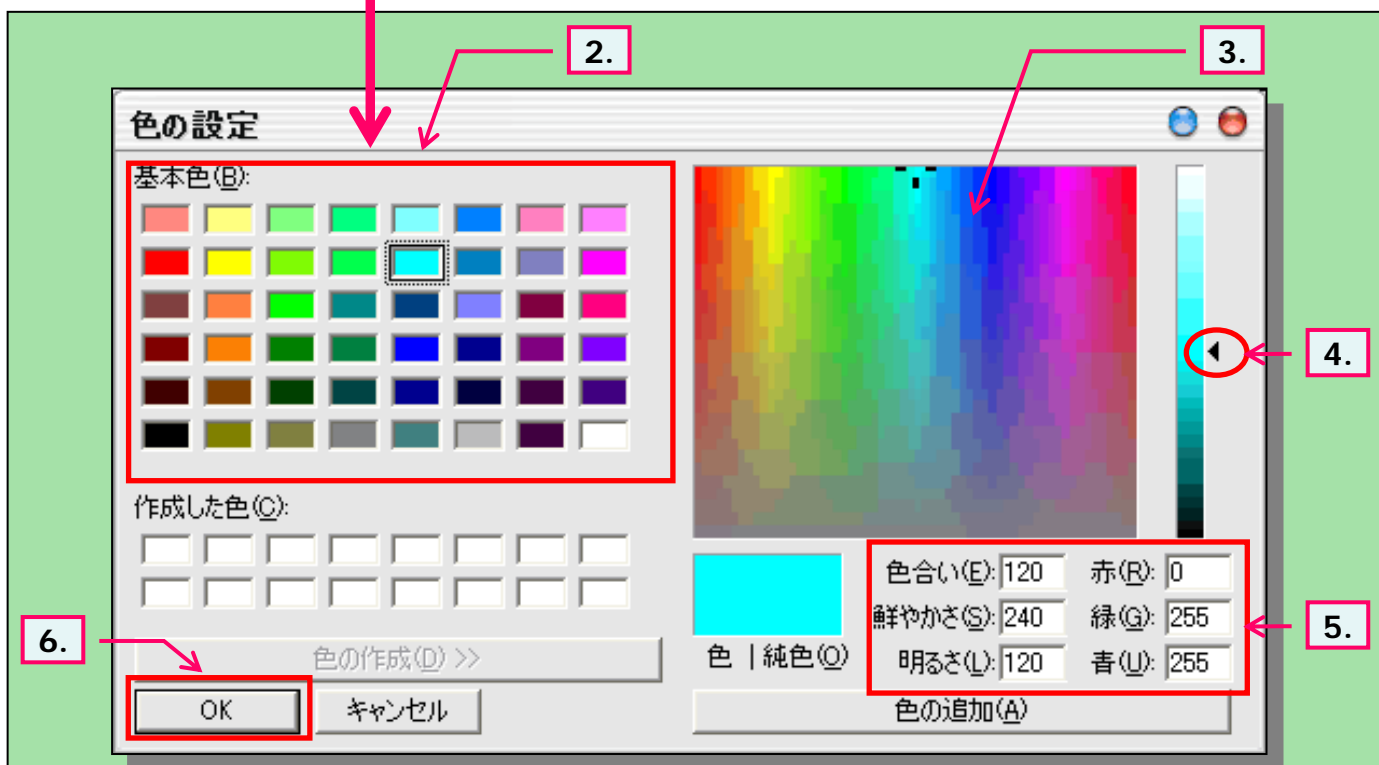 2.
3.
色の設定
基本色(B):
4.
作成した色(C):
色合い(E): 120 赤(R): 0
鮮やかさ(S): 240 緑(G): 255
5.
6.
色の作成(D) >>
色 | 純色(O)
明るさ(L): 120 青(U): 255
OK
キャンセル
色の追加(A)